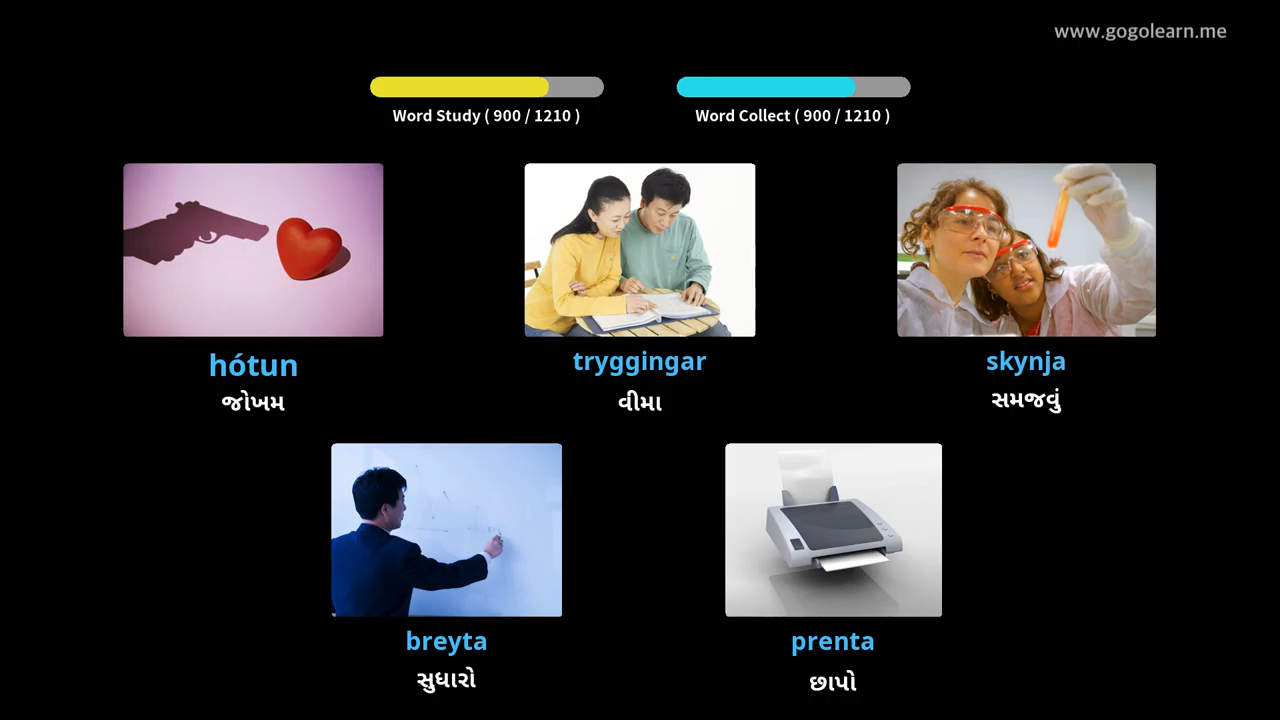 www.gogolearn.me
Word Study ( 900 / 1210 )
Word Collect ( 900 / 1210 )
hótun
જોખમ
tryggingar
વીમા
skynja
સમજવું
breyta
સુધારો
prenta
છાપો